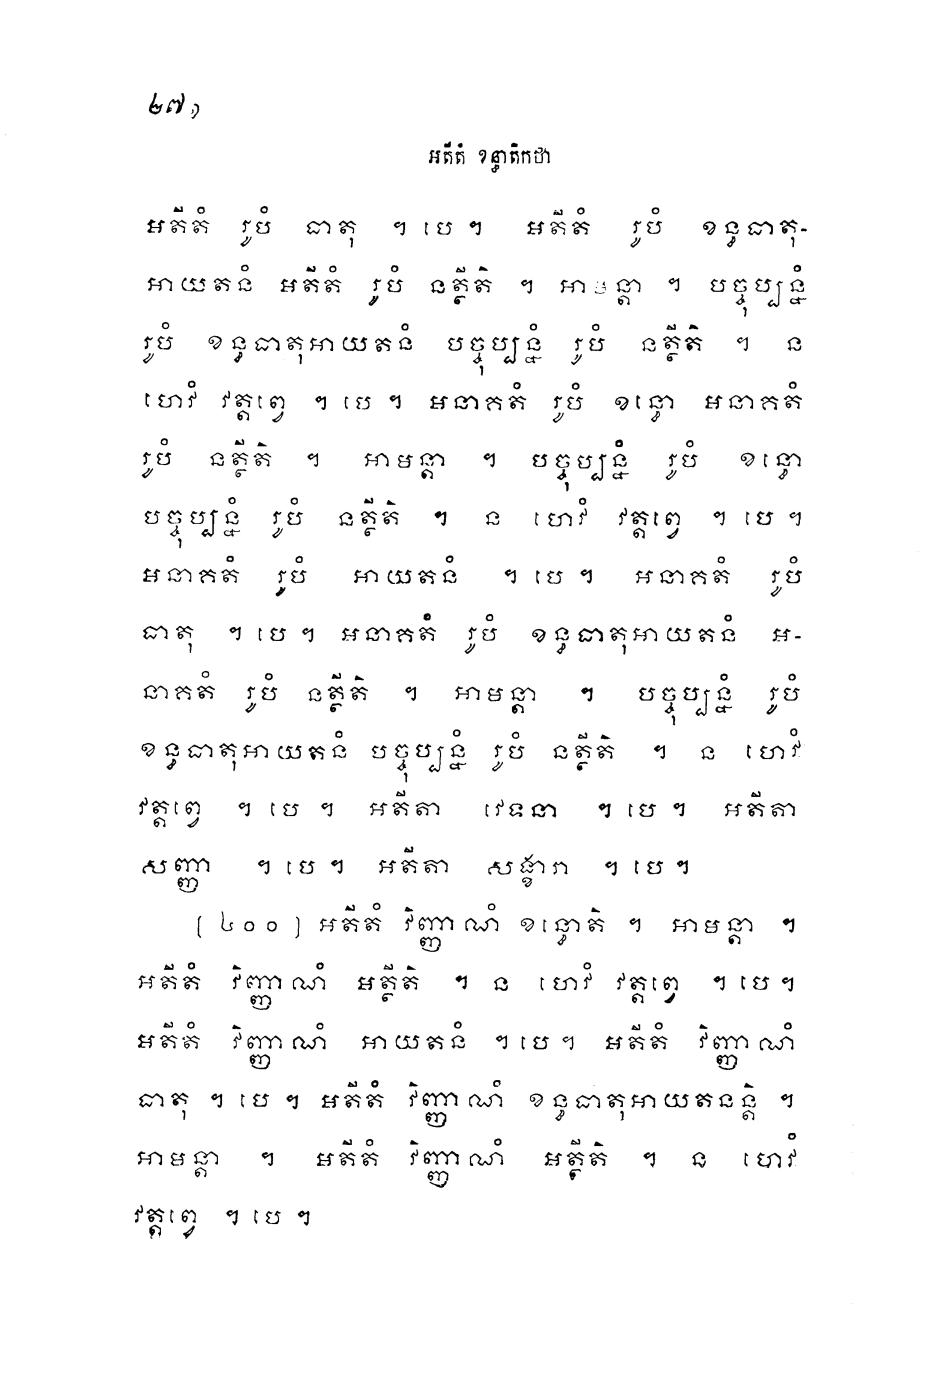 ២៧១
អតីតំ ខន្ធាតិកថា
អតីតំ រូបំ ធាតុ ។ បេ ។ អតីតំ រូបំ ខន្ធធាតុ-
អាយតនំ អតីតំ រូបំ នត្ថីតិ ។ អាមន្តា ។ បច្ចុប្បន្នំ
រូបំ ខន្ធធាតុអាយតនំ បច្ចុប្បន្នំ រូបំ នត្ថីតិ ។ ន
ហេវំ វត្តព្វេ ។ បេ ។ អនាគតំ រូបំ ខន្ធោ អនាគតំ
រូបំ នត្ថីតិ ។ អាមន្តា ។ បច្ចុប្បន្នំ រូបំ ខន្ធោ
បច្ចុប្បន្នំ រូបំ នត្ថីតិ ។ ន ហេវំ វត្តព្វេ ។ បេ ។
អនាគតំ រូបំ អាយតនំ ។ បេ ។ អនាគតំ រូបំ
ធាតុ ។ បេ ។ អនាគតំ រូបំ ខន្ធធាតុអាយតនំ អ-
នាគតំ រូបំ នត្ថីតិ ។ អាមន្តា ។ បច្ចុប្បន្នំ រូបំ
ខន្ធធាតុអាយតនំ បច្ចុប្បន្នំ រូបំ នត្ថីតិ ។ ន ហេវំ
វត្តព្វេ ។ បេ ។ អតីតា វេទនា ។ បេ ។ អតីតា
សញ្ញា ។ បេ ។ អតីតា សង្ខារា ។ បេ ។
[ ៤០០ ] អតីតំ វិញ្ញាណំ ខន្ធោតិ ។ អាមន្តា ។
អតីតំ វិញ្ញាណំ អត្ថីតិ ។ ន ហេវំ វត្តព្វេ ។ បេ ។
អតីតំ វិញ្ញាណំ អាយតនំ ។ បេ ។ អតីតំ វិញ្ញាណំ
ធាតុ ។ បេ ។ អតីតំ វិញ្ញាណំ ខន្ធធាតុអាយតនន្តិ ។
អាមន្តា ។ អតីតំ វិញ្ញាណំ អត្ថីតិ ។ ន ហេវំ
វត្តព្វេ ។ បេ ។